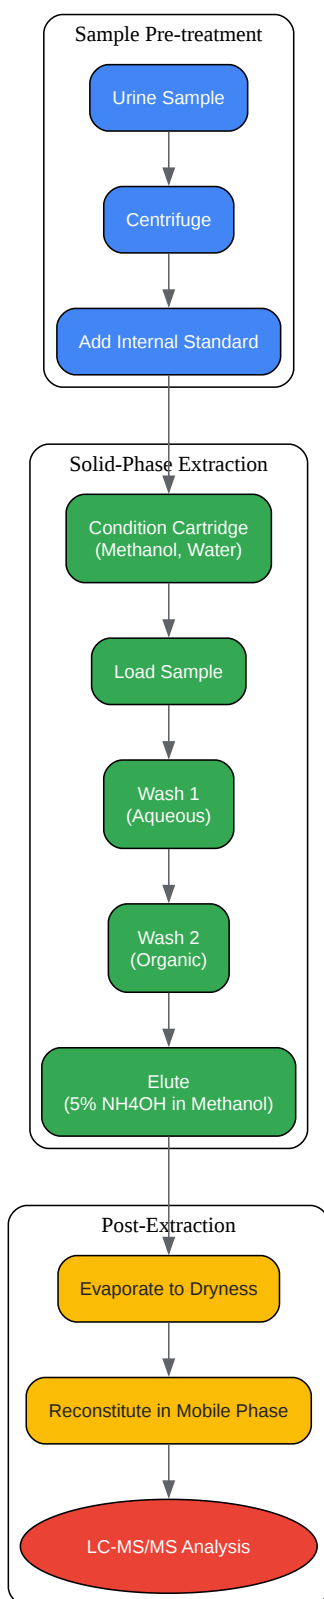 Sample Pre-treatment
Urine Sample
Centrifuge
Add Internal Standard
Solid-Phase Extraction
Condition Cartridge
(Methanol, Water)
Load Sample
Wash 1
(Aqueous)
Wash 2
(Organic)
Elute
(5% NH4OH in Methanol)
Post-Extraction
Evaporate to Dryness
Reconstitute in Mobile Phase
LC-MS/MS Analysis